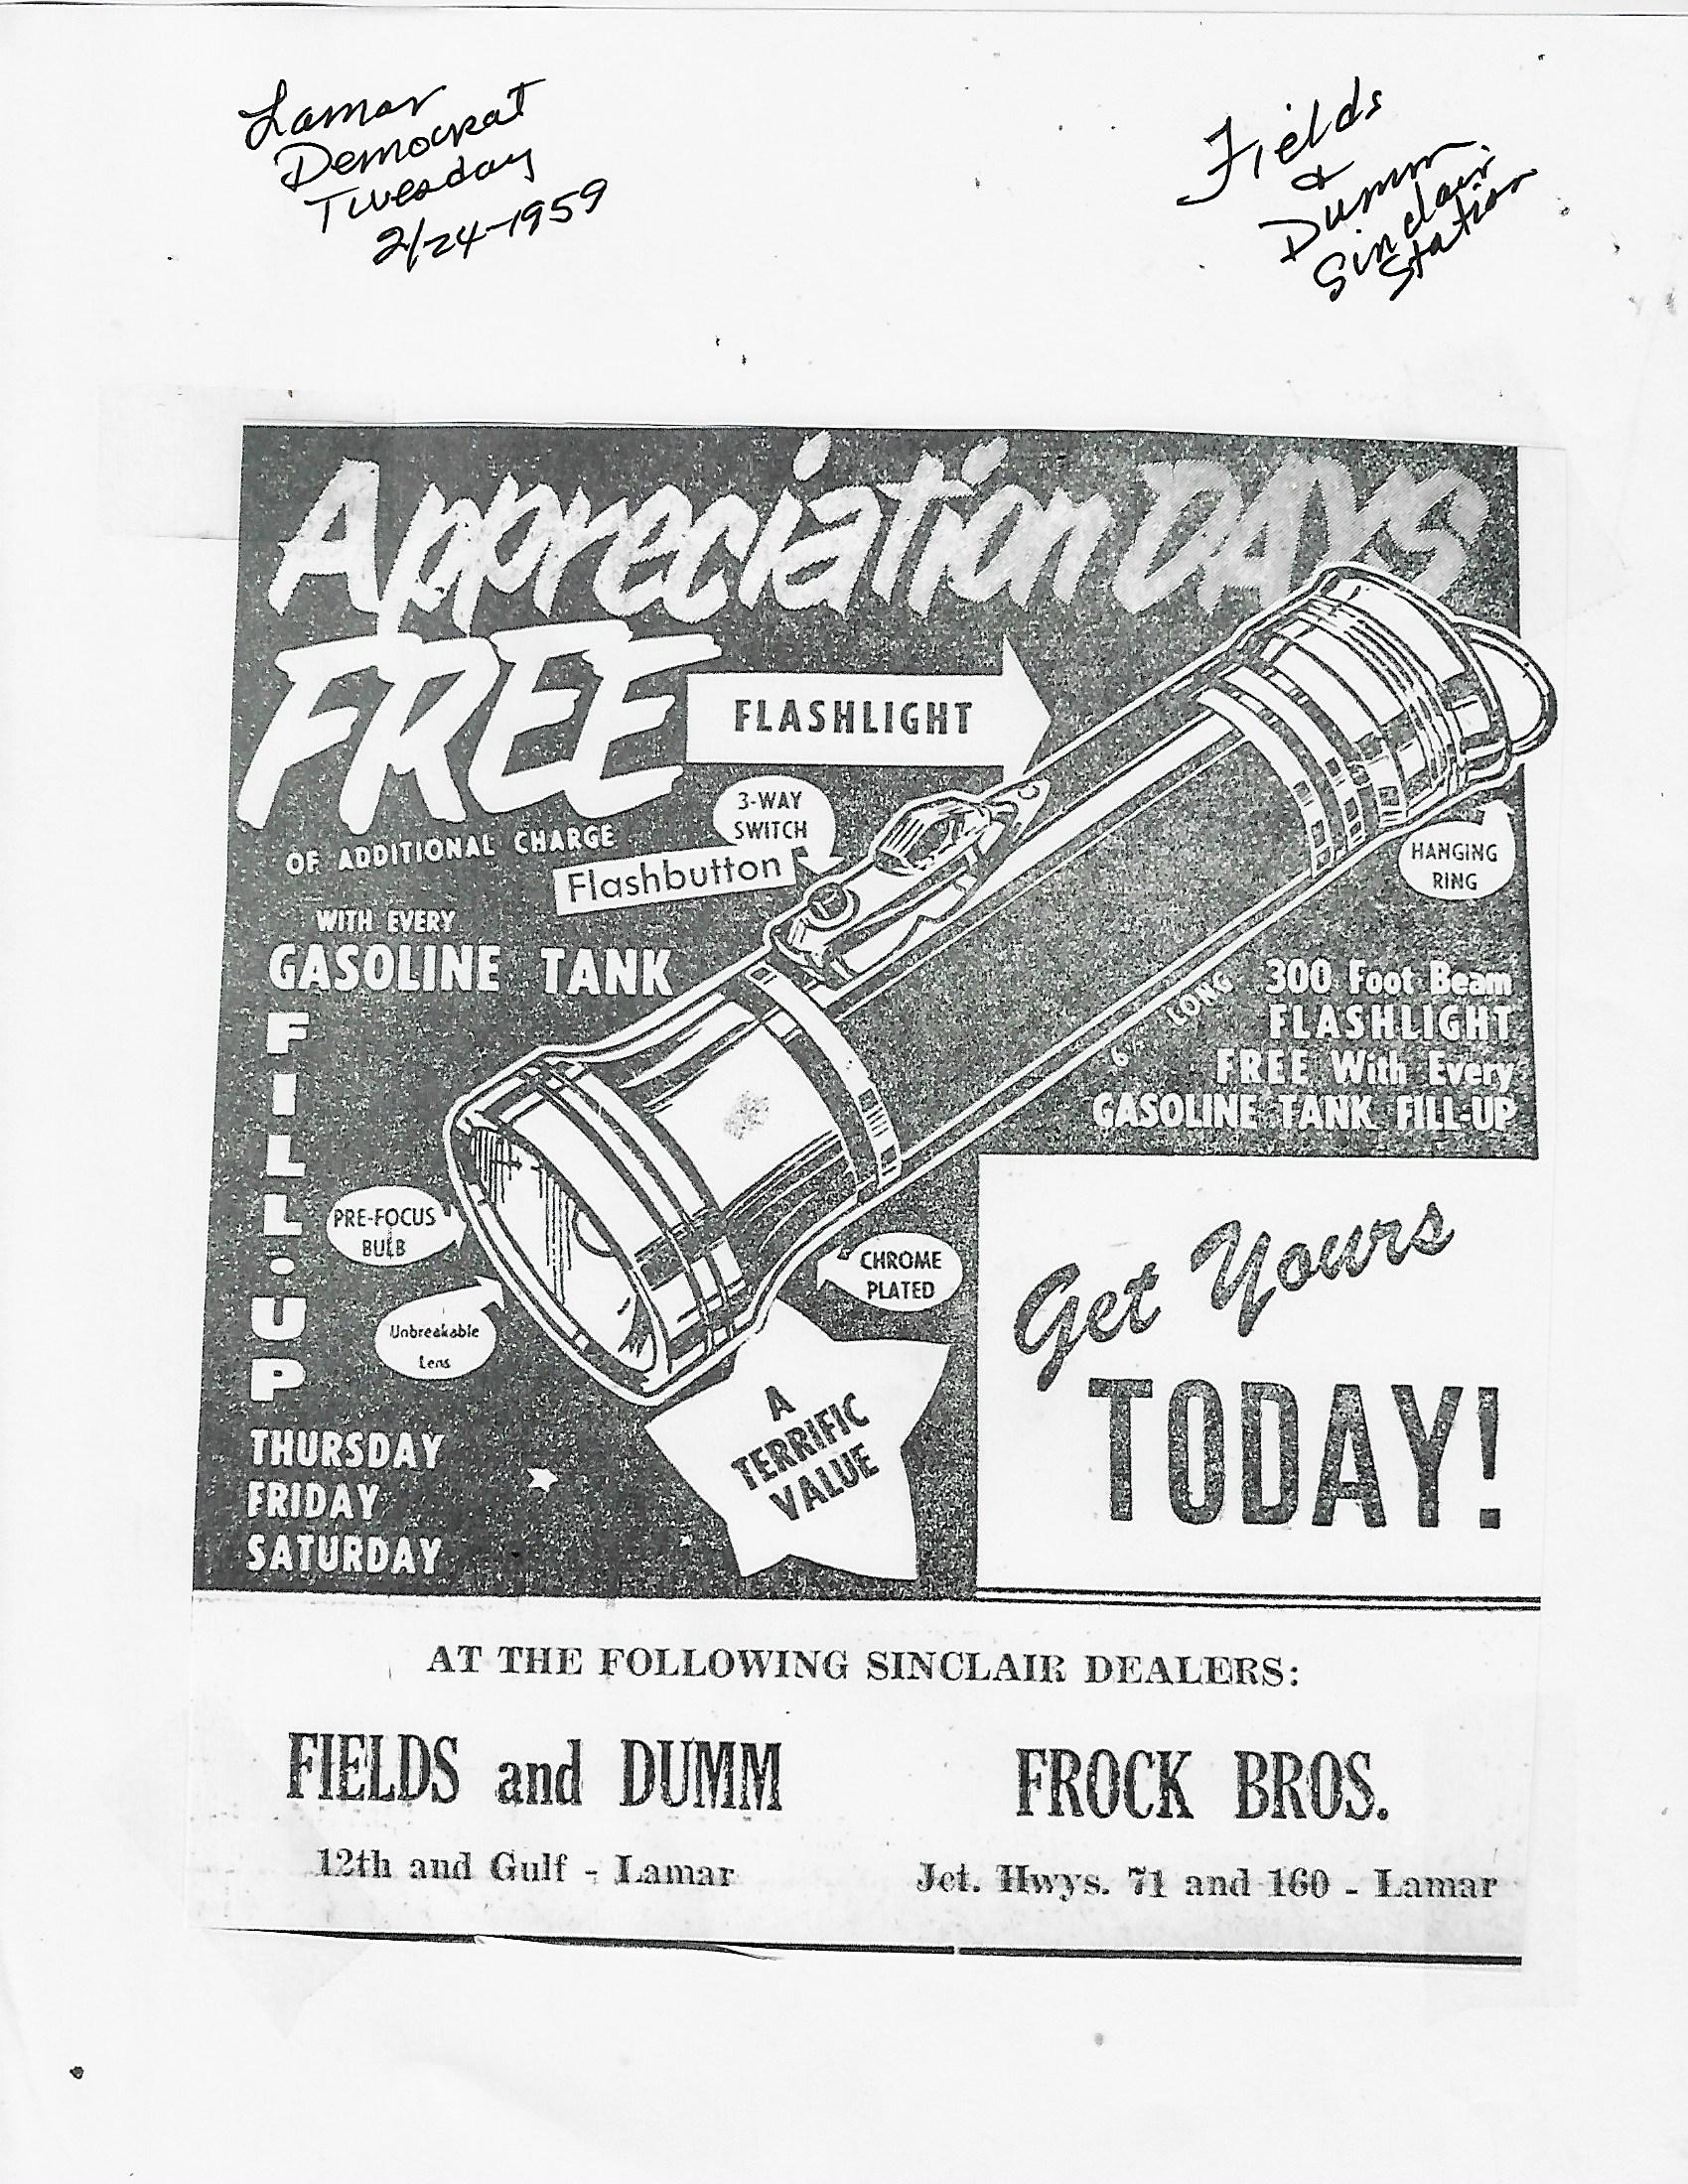 Lamar
Democrat
Tuesday
2/24-1959
Fields
&
Dumm
Sinclair
Station
Appreciation DAYS
FREE
FLASHLIGHT
OF ADDITIONAL CHARGE
3-WAY
SWITCH
Flashbutton
HANGING
RING
WITH EVERY
GASOLINE TANK
FILL-UP
LONG
300 Foot Beam
FLASHLIGHT
FREE With Every
GASOLINE TANK FILL-UP
PRE-FOCUS
BULB
CHROME
PLATED
Unbreakable
Lens
A
TERRIFIC
VALUE
Get Yours
TODAY!
THURSDAY
FRIDAY
SATURDAY
AT THE FOLLOWING SINCLAIR DEALERS:
FIELDS and DUMM
12th and Gulf - Lamar
FROCK BROS.
Jct. Hwys. 71 and 160 - Lamar